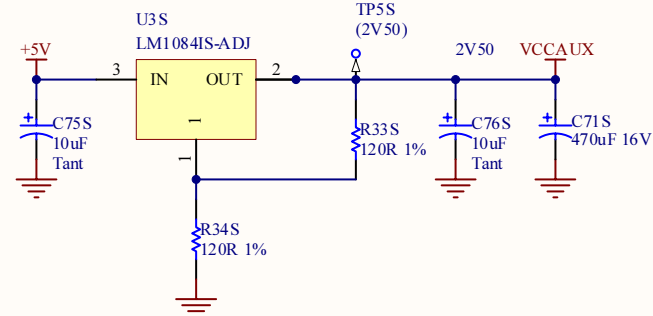 U3S
LM1084IS-ADJ
TP5S
(2V50)
+5V
2V50
VCCAUX
3
IN
OUT
2
1
1
C75S
10uF
Tant
R33S
120R 1%
C76S
10uF
Tant
C71S
470uF 16V
R34S
120R 1%